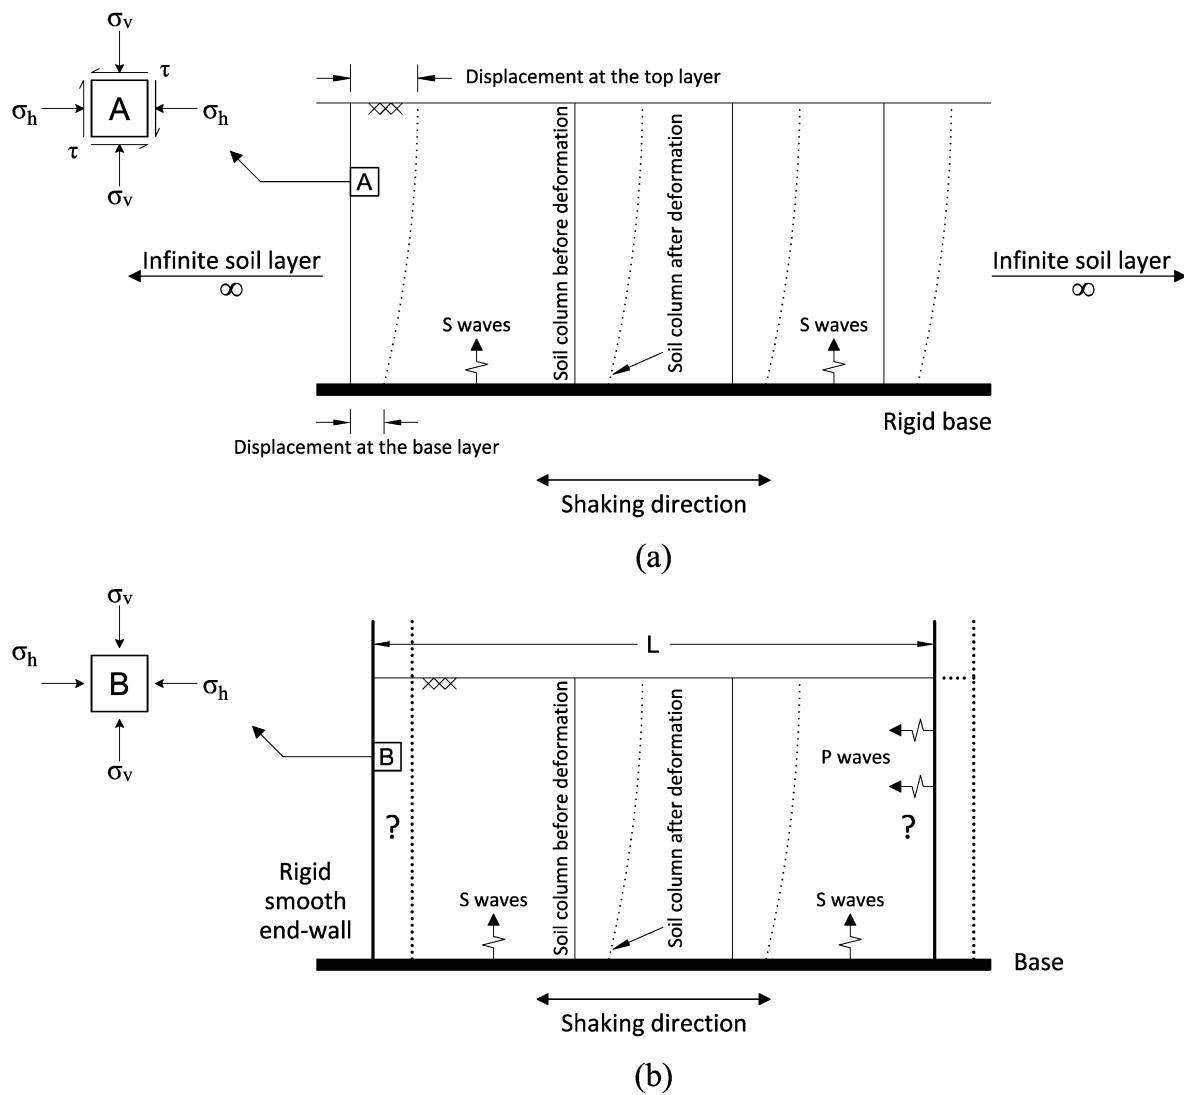 σv
τ
A
σh
σh
τ
σv
Displacement at the top layer
A
Soil column before deformation
Soil column after deformation
Infinite soil layer
∞
Infinite soil layer
∞
S waves
S waves
Rigid base
Displacement at the base layer
Shaking direction
(a)
σv
σh
B
σh
σv
L
B
Soil column before deformation
Soil column after deformation
P waves
?
?
Rigid
smooth
end-wall
S waves
S waves
Base
Shaking direction
(b)